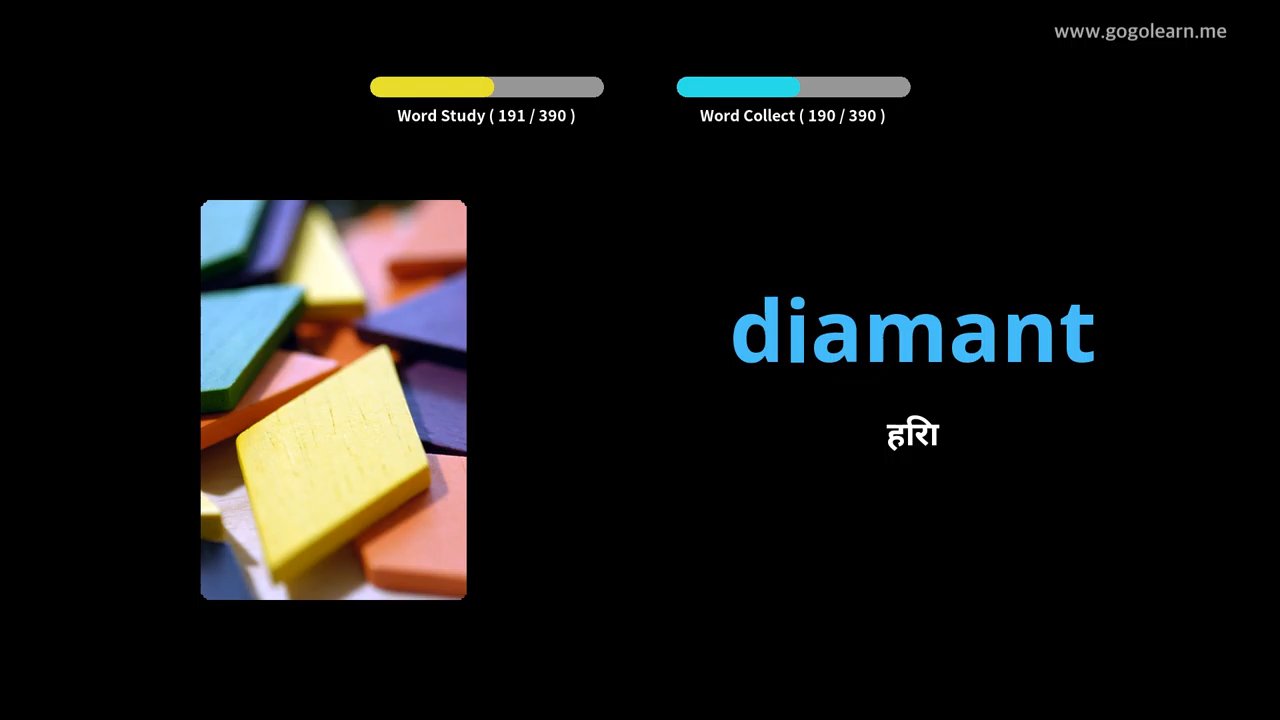 www.gogolearn.me
Word Study ( 191 / 390 )
Word Collect ( 190 / 390 )
diamant
हरिा